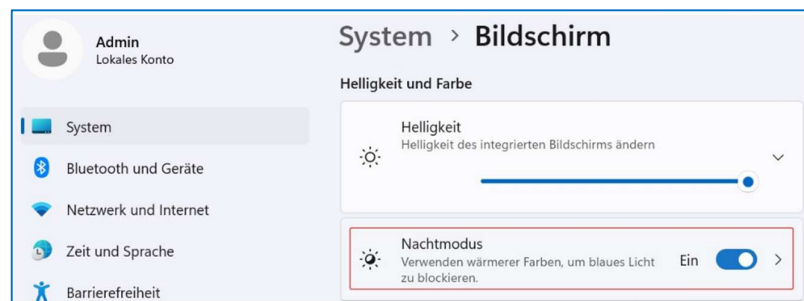 Admin
Lokales Konto
System
Bluetooth und Geräte
Netzwerk und Internet
Zeit und Sprache
Barrierefreiheit
System > Bildschirm
Helligkeit und Farbe
Helligkeit
Helligkeit des integrierten Bildschirms ändern
Nachtmodus
Verwenden wärmerer Farben, um blaues Licht
zu blockieren.
Ein